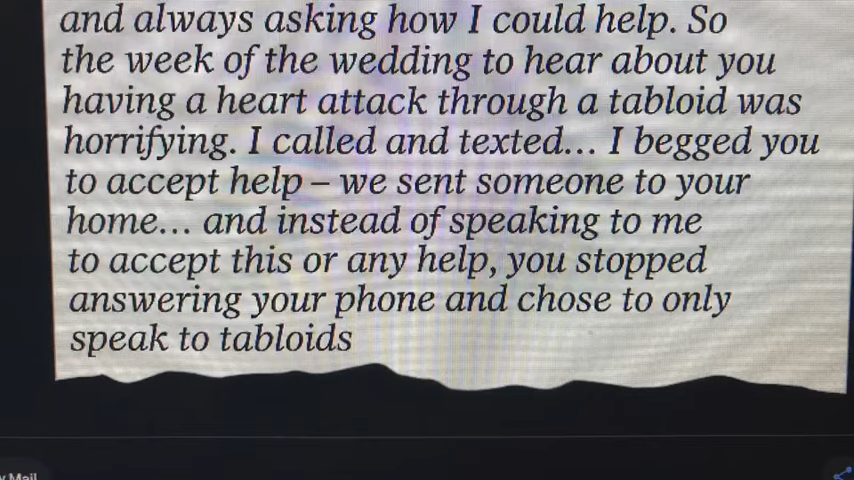 and always asking how I could help. So
the week of the wedding to hear about you
having a heart attack through a tabloid was
horrifying. I called and texted... I begged you
to accept help – we sent someone to your
home... and instead of speaking to me
to accept this or any help, you stopped
answering your phone and chose to only
speak to tabloids
Mail